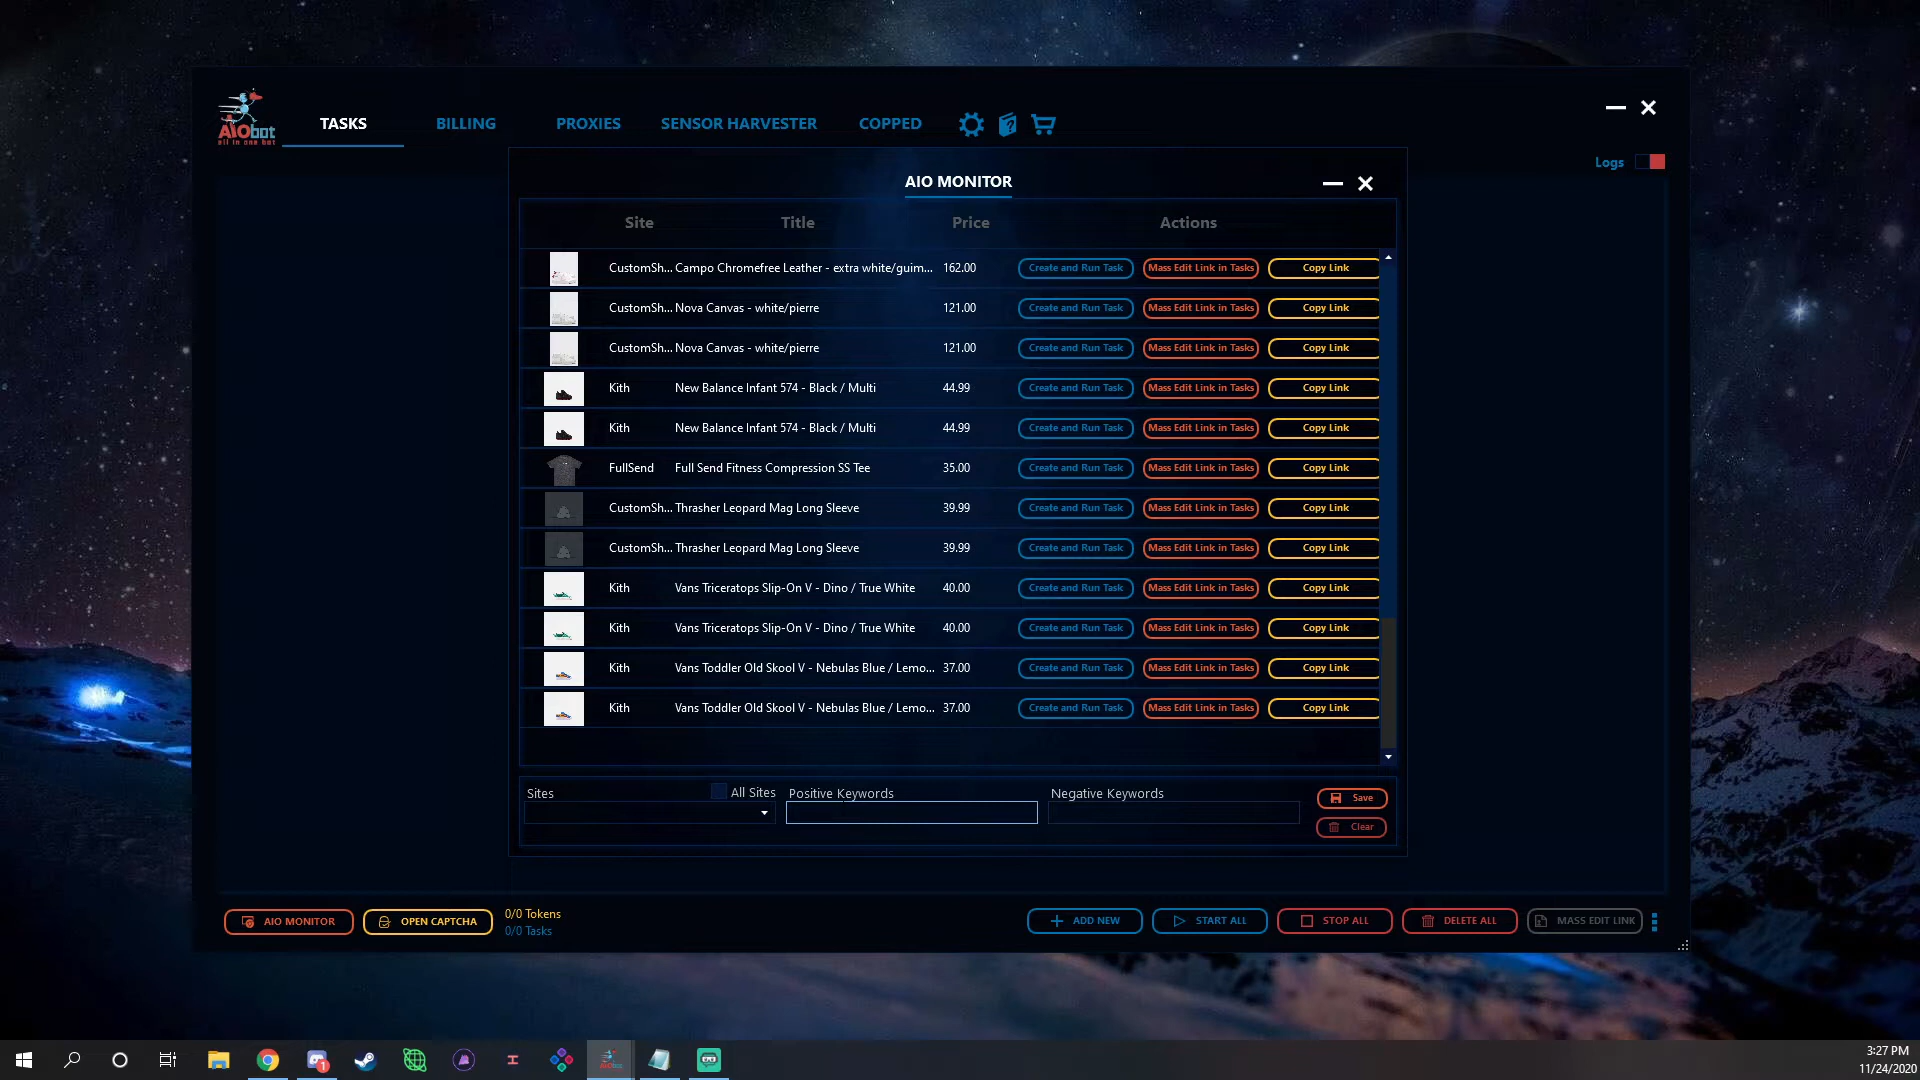 AIObot
all in one bot
TASKS
BILLING
PROXIES
SENSOR HARVESTER
COPPED
Logs
AIO MONITOR
Site Title Price Actions
CustomSh... Campo Chromefree Leather - extra white/guim... 162.00 Create and Run Task Mass Edit Link in Tasks Copy Link
CustomSh... Nova Canvas - white/pierre 121.00 Create and Run Task Mass Edit Link in Tasks Copy Link
CustomSh... Nova Canvas - white/pierre 121.00 Create and Run Task Mass Edit Link in Tasks Copy Link
Kith New Balance Infant 574 - Black / Multi 44.99 Create and Run Task Mass Edit Link in Tasks Copy Link
Kith New Balance Infant 574 - Black / Multi 44.99 Create and Run Task Mass Edit Link in Tasks Copy Link
FullSend Full Send Fitness Compression SS Tee 35.00 Create and Run Task Mass Edit Link in Tasks Copy Link
CustomSh... Thrasher Leopard Mag Long Sleeve 39.99 Create and Run Task Mass Edit Link in Tasks Copy Link
CustomSh... Thrasher Leopard Mag Long Sleeve 39.99 Create and Run Task Mass Edit Link in Tasks Copy Link
Kith Vans Triceratops Slip-On V - Dino / True White 40.00 Create and Run Task Mass Edit Link in Tasks Copy Link
Kith Vans Triceratops Slip-On V - Dino / True White 40.00 Create and Run Task Mass Edit Link in Tasks Copy Link
Kith Vans Toddler Old Skool V - Nebulas Blue / Lemo... 37.00 Create and Run Task Mass Edit Link in Tasks Copy Link
Kith Vans Toddler Old Skool V - Nebulas Blue / Lemo... 37.00 Create and Run Task Mass Edit Link in Tasks Copy Link
Sites All Sites Positive Keywords Negative Keywords Save
Clear
AIO MONITOR OPEN CAPTCHA
0/0 Tokens
0/0 Tasks
ADD NEW START ALL STOP ALL DELETE ALL MASS EDIT LINK
1
3:27 PM
11/24/2020